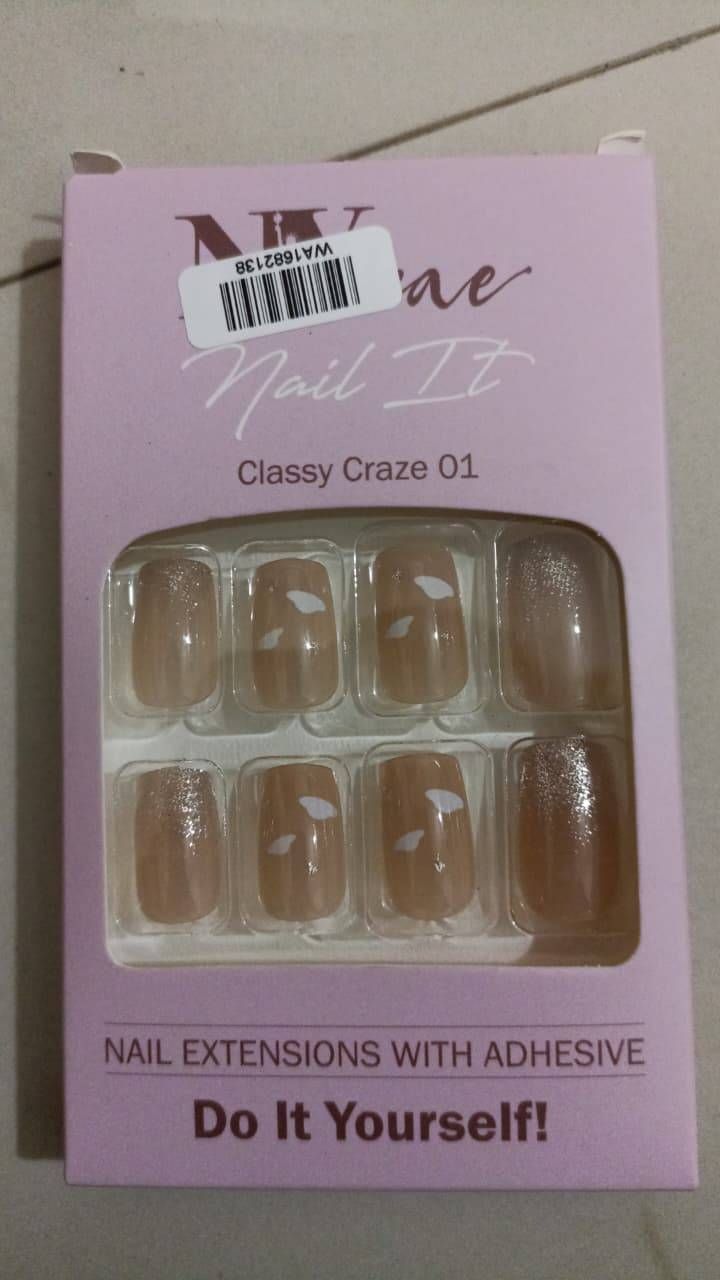 WA1682138
Nail It
Classy Craze 01
NAIL EXTENSIONS WITH ADHESIVE
Do It Yourself!